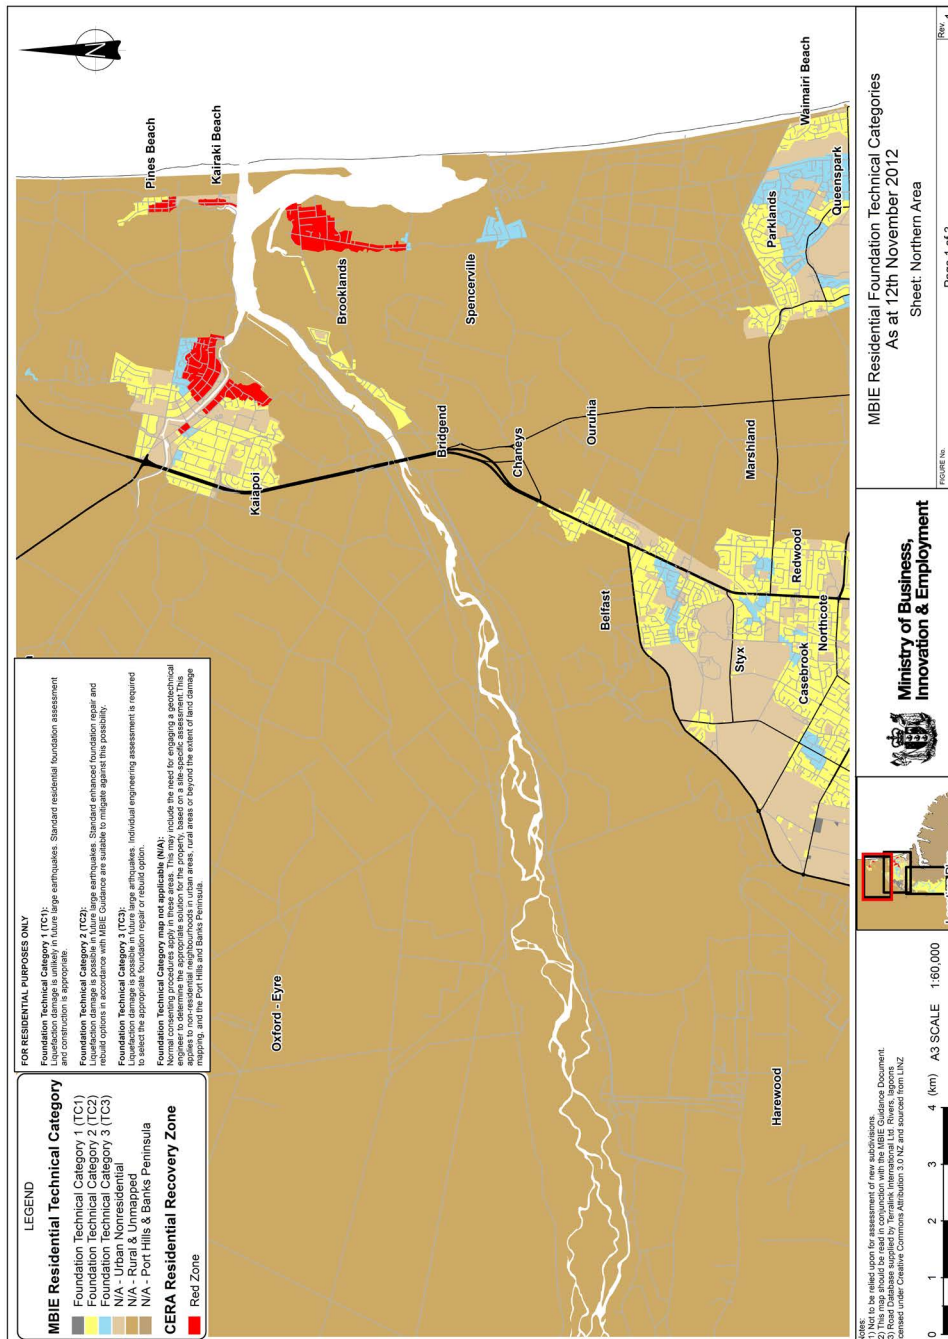 LEGEND
MBIE Residential Technical Category
Foundation Technical Category 1 (TC1)
Foundation Technical Category 2 (TC2)
Foundation Technical Category 3 (TC3)
N/A - Urban Nonresidential
N/A - Rural & Unmapped
N/A - Port Hills & Banks Peninsula
CERA Residential Recovery Zone
Red Zone
FOR RESIDENTIAL PURPOSES ONLY
Foundation Technical Category 1 (TC1):
Liquefaction damage is unlikely in future large earthquakes. Standard residential foundation assessment
and construction is appropriate.
Foundation Technical Category 2 (TC2):
Liquefaction damage is possible in future large earthquakes. Standard enhanced foundation repair and
rebuild options in accordance with MBIE Guidance are suitable to mitigate against this possibility.
Foundation Technical Category 3 (TC3)
Liquefaction damage is possible in future large arthquakes. Individual engineering assessment is required
to select the appropriate foundation repair or rebuild option.
Foundation Technical Category map not applicable (N/A):
Normal consenting procedures apply in these areas. This may include the need for engaging a geotechnical
engineer to determine the appropriate solution for the property, based on a site-specific assessment.This
applies to non-residential neighbourhoods in urban areas, rural areas or beyond the extent of land damage
mapping, and the Port Hills and Banks Peninsula.
N
Pines Beach
Kairaki Beach
Kaiapoi
Brooklands
Spencerville
Bridgend
Chaneys
Ouruhia
Oxford - Eyre
Belfast
Marshland
Parklands
Waimairi Beach
Queenspark
Styx
Redwood
Casebrook
Northcote
Harewood
Notes:
1) Not to be relied upon for assessment of new subdivisions.
2) This map should be read in conjunction with the MBIE Guidance Document.
3) Road Database supplied by Terralink International Ltd. Rivers, lagoons
censed under Creative Commons Attribution 3.0 NZ and sourced from LINZ
0 1 2 3 4 (km)
A3 SCALE 1:60,000
Ministry of Business,
Innovation & Employment
MBIE Residential Foundation Technical Categories
As at 12th November 2012
Sheet: Northern Area
FIGURE No.
Page 1 of 3
Rev.